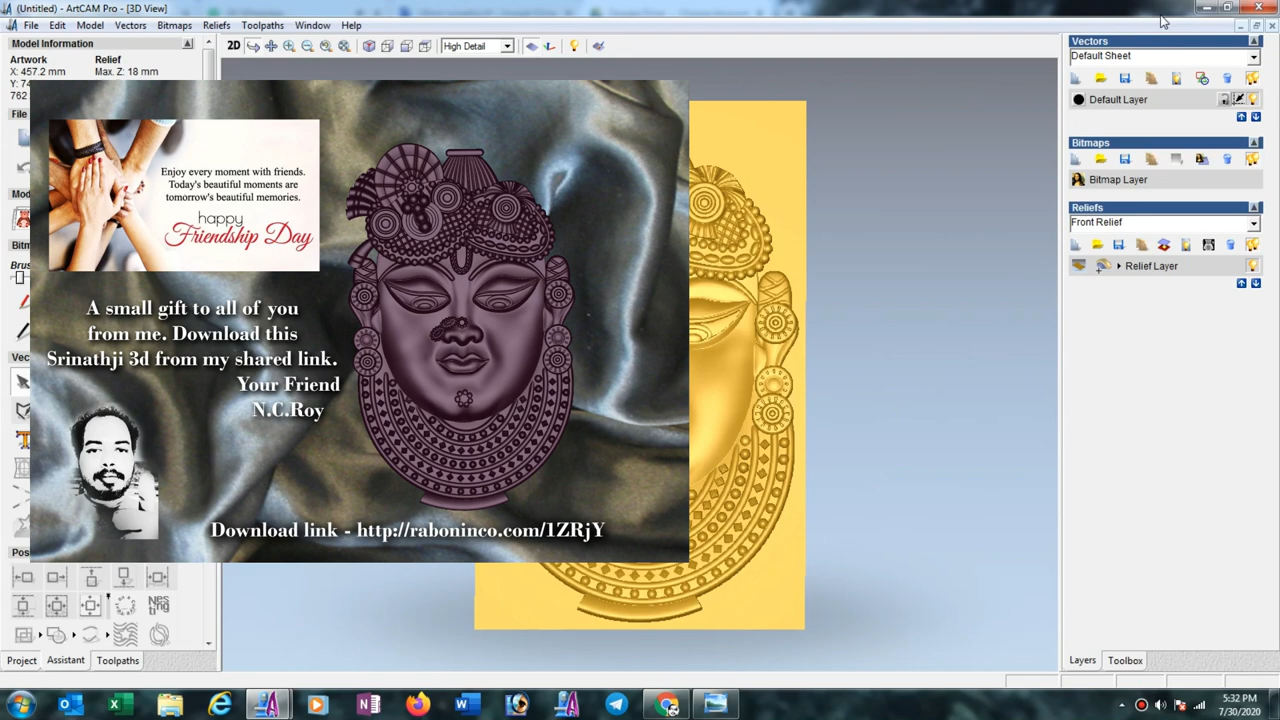 (Untitled) - ArtCAM Pro - [3D View]
File Edit Model Vectors Bitmaps Reliefs Toolpaths Window Help
Model Information
Artwork Relief
X: 457.2 mm Max. Z: 18 mm
762
File
Vectors
Default Sheet
Default Layer
Bitmaps
Bitmap Layer
Reliefs
Front Relief
Relief Layer
2D
High Detail
Enjoy every moment with friends.
Today's beautiful moments are
tomorrow's beautiful memories.
happy
Friendship Day
A small gift to all of you
from me. Download this
Srinathji 3d from my shared link.
Your Friend
N.C.Roy
Download link - http://raboninco.com/1ZRjY
Project Assistant Toolpaths
Layers Toolbox
5:32 PM
7/30/2020